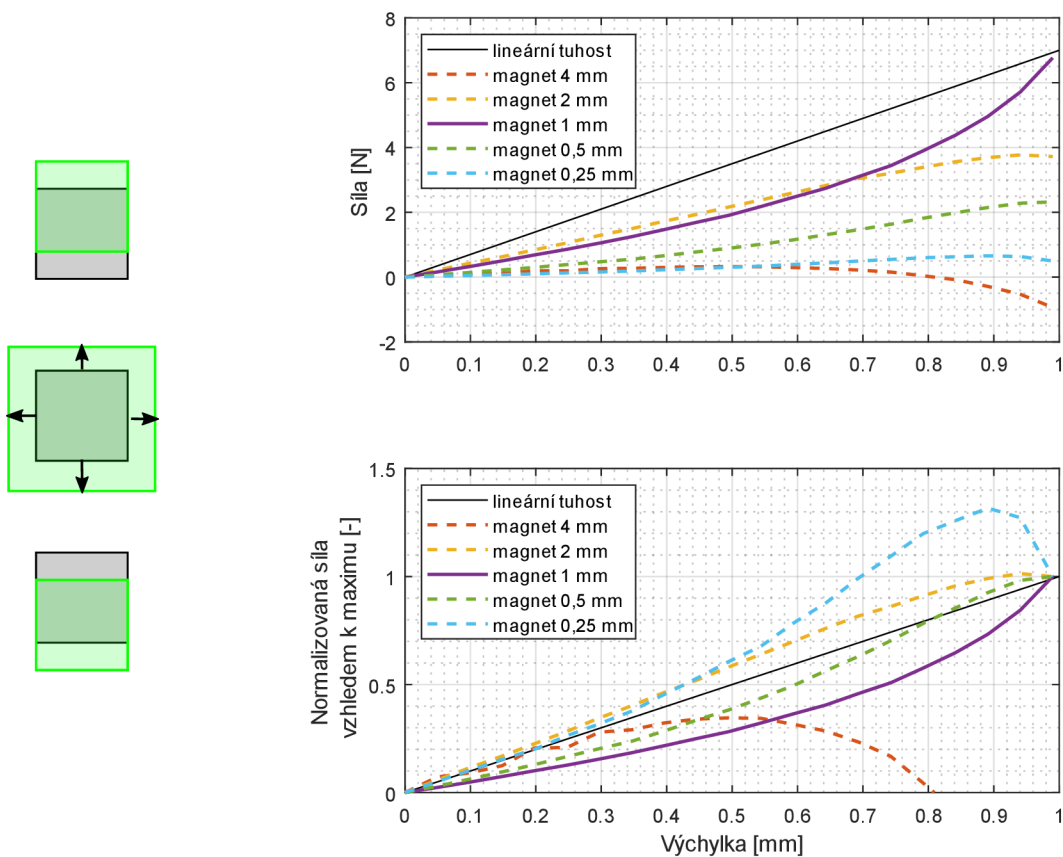 8
6
4
2
0
-2
Síla [N]
lineární tuhost
magnet 4 mm
magnet 2 mm
magnet 1 mm
magnet 0,5 mm
magnet 0,25 mm
0 0.1 0.2 0.3 0.4 0.5 0.6 0.7 0.8 0.9 1
1.5
1
0.5
0
Normalizovaná síla
vzhledem k maximu [-]
lineární tuhost
magnet 4 mm
magnet 2 mm
magnet 1 mm
magnet 0,5 mm
magnet 0,25 mm
0 0.1 0.2 0.3 0.4 0.5 0.6 0.7 0.8 0.9 1
Výchylka [mm]